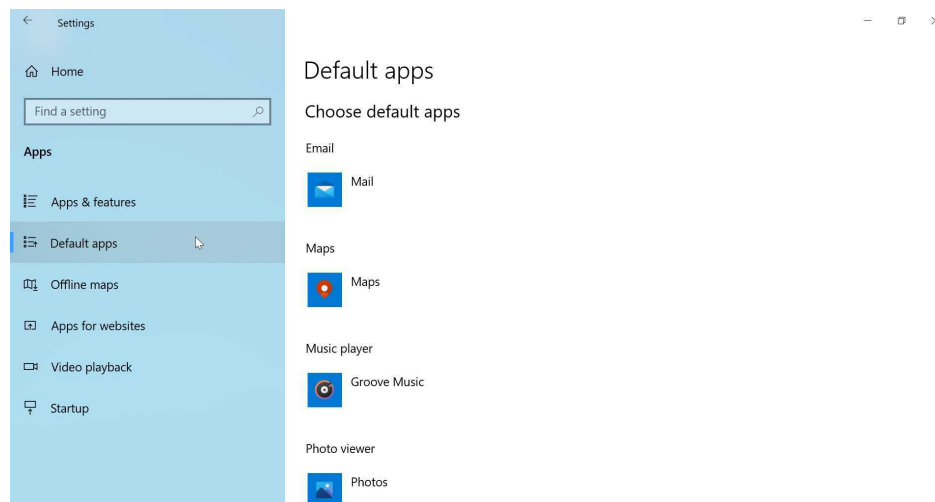 Settings
Home
Find a setting
Apps
Apps & features
Default apps
Offline maps
Apps for websites
Video playback
Startup
Default apps
Choose default apps
Email
Mail
Maps
Maps
Music player
Groove Music
Photo viewer
Photos